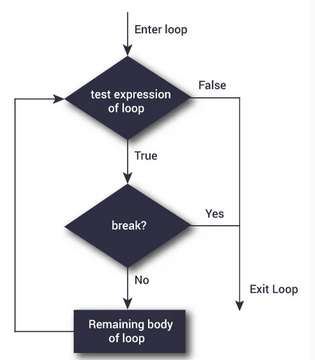 Enter loop
test expression
of loop
False
True
break?
Yes
No
Exit Loop
Remaining body
of loop